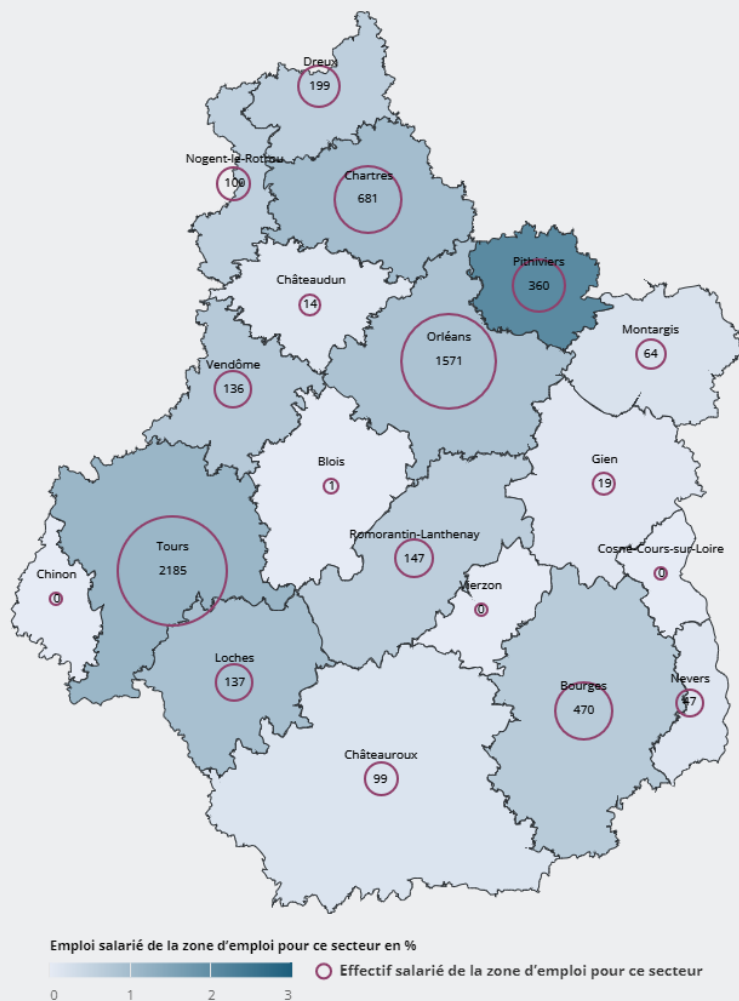 Dreux
199
Nogent-le-Rotrou
100
Chartres
681
Châteaudun
14
Pithiviers
360
Orléans
1571
Montargis
64
Vendôme
136
Blois
1
Gien
19
Romorantin-Lanthenay
147
Tours
2185
Chinon
0
Vierzon
0
Cosne-Cours-sur-Loire
0
Loches
137
Bourges
470
Nevers
47
Châteauroux
99
Emploi salarié de la zone d’emploi pour ce secteur en %
0 1 2 3
Effectif salarié de la zone d’emploi pour ce secteur